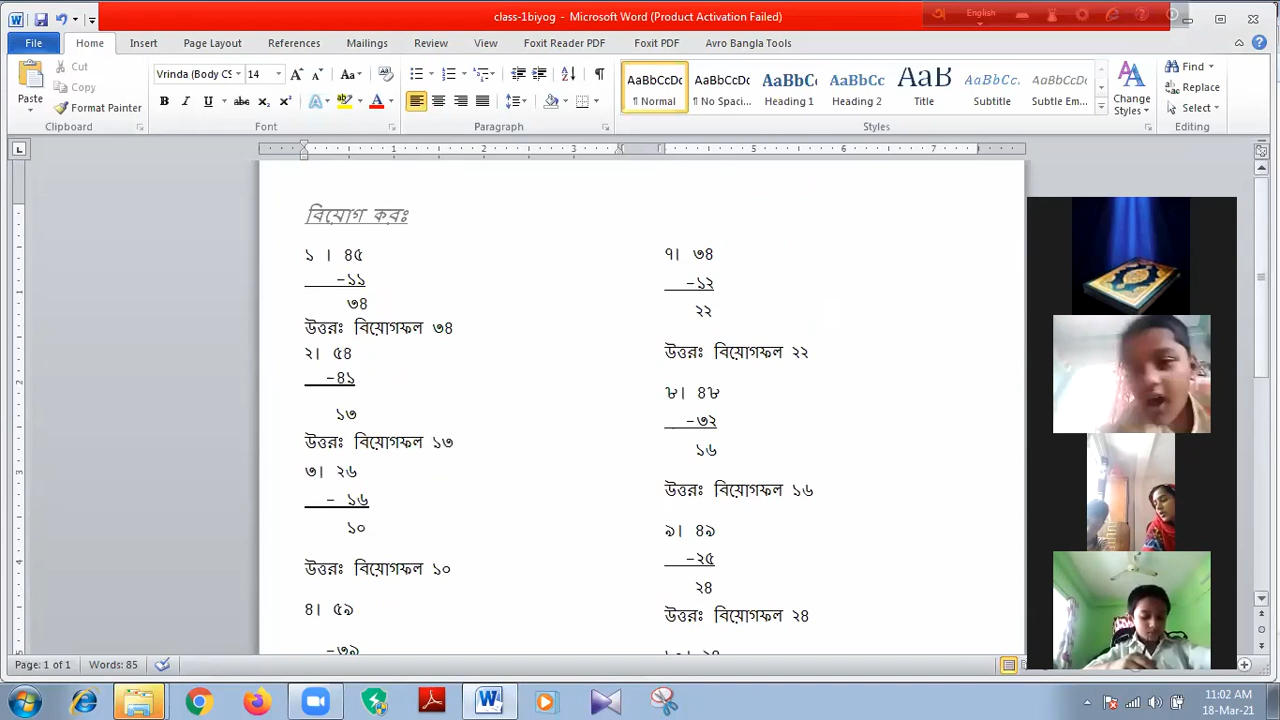 class-1biyog - Microsoft Word (Product Activation Failed)
English
File Home Insert Page Layout References Mailings Review View Foxit Reader PDF Foxit PDF Avro Bangla Tools
Paste
Cut
Copy
Format Painter
Clipboard
Vrinda (Body CS 14
Font
Paragraph
AaBbCcDc ¶ Normal
AaBbCcDc ¶ No Spaci...
AaBbCc Heading 1
AaBbCc Heading 2
AaB Title
AaBbCc. Subtitle
AaBbCcDc Subtle Em...
Change Styles
Styles
Find
Replace
Select
Editing
বিয়োগ করঃ
১ । ৪৫
-১১
৩৪
উত্তরঃ বিয়োগফল ৩৪
২। ৫৪
-৪১
১৩
উত্তরঃ বিয়োগফল ১৩
৩। ২৬
- ১৬
১০
উত্তরঃ বিয়োগফল ১০
৪। ৫৯
-৩৯
৭। ৩৪
-১২
২২
উত্তরঃ বিয়োগফল ২২
৮। ৪৮
-৩২
১৬
উত্তরঃ বিয়োগফল ১৬
৯। ৪৯
-২৫
২৪
উত্তরঃ বিয়োগফল ২৪
Page: 1 of 1 Words: 85
11:02 AM
18-Mar-21